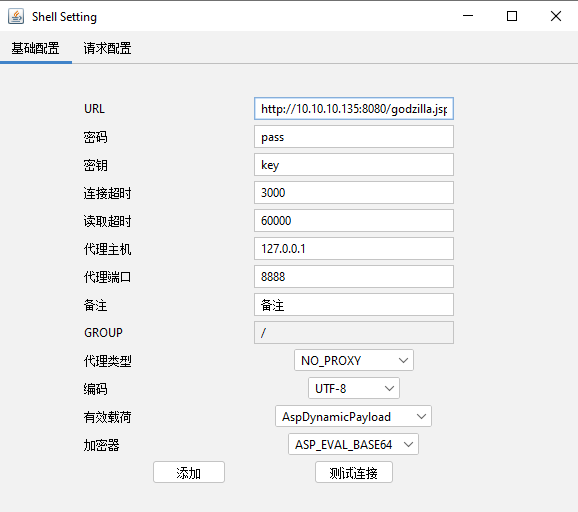 Shell Setting
基础配置 请求配置
URL http://10.10.10.135:8080/godzilla.jsp
密码 pass
密钥 key
连接超时 3000
读取超时 60000
代理主机 127.0.0.1
代理端口 8888
备注 备注
GROUP /
代理类型 NO_PROXY
编码 UTF-8
有效载荷 AspDynamicPayload
加密器 ASP_EVAL_BASE64
添加 测试连接